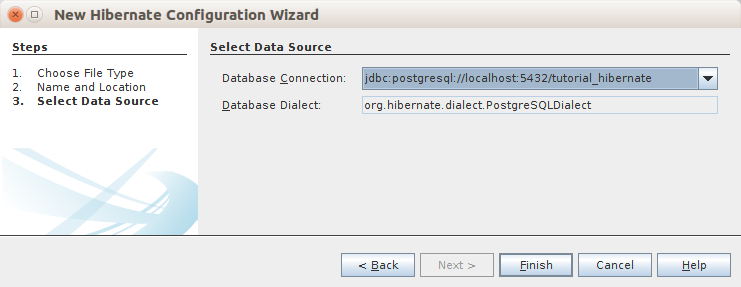 New Hibernate Configuration Wizard
Steps
1. Choose File Type
2. Name and Location
3. Select Data Source
Select Data Source
Database Connection: jdbc:postgresql://localhost:5432/tutorial_hibernate
Database Dialect: org.hibernate.dialect.PostgreSQLDialect
< Back Next > Finish Cancel Help